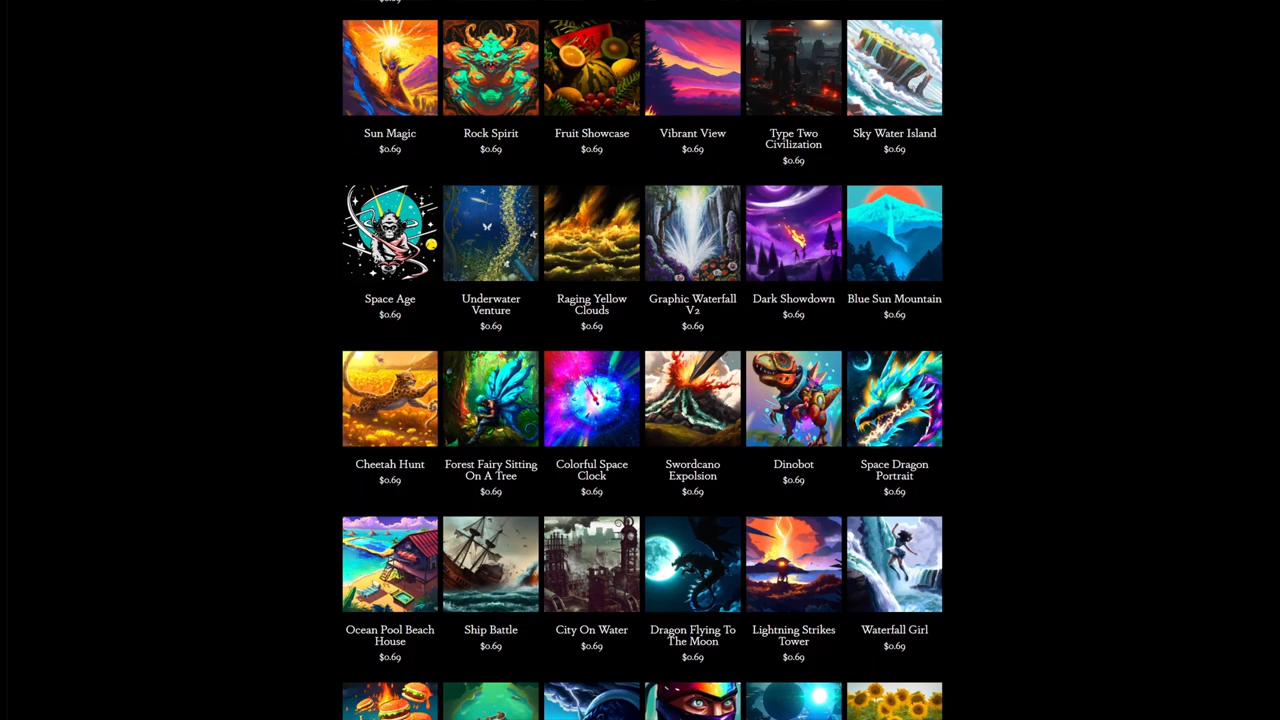 $0.69
Sun Magic
Rock Spirit
Fruit Showcase
Vibrant View
Type Two
Civilization
Sky Water Island
$0.69
$0.69
$0.69
$0.69
$0.69
$0.69
Space Age
Underwater
Venture
Raging Yellow
Clouds
Graphic Waterfall
V2
Dark Showdown
Blue Sun Mountain
$0.69
$0.69
$0.69
$0.69
$0.69
$0.69
Cheetah Hunt
Forest Fairy Sitting
On A Tree
Colorful Space
Clock
Swordcano
Expolsion
Dinobot
Space Dragon
Portrait
$0.69
$0.69
$0.69
$0.69
$0.69
$0.69
Ocean Pool Beach
House
Ship Battle
City On Water
Dragon Flying To
The Moon
Lightning Strikes
Tower
Waterfall Girl
$0.69
$0.69
$0.69
$0.69
$0.69
$0.69